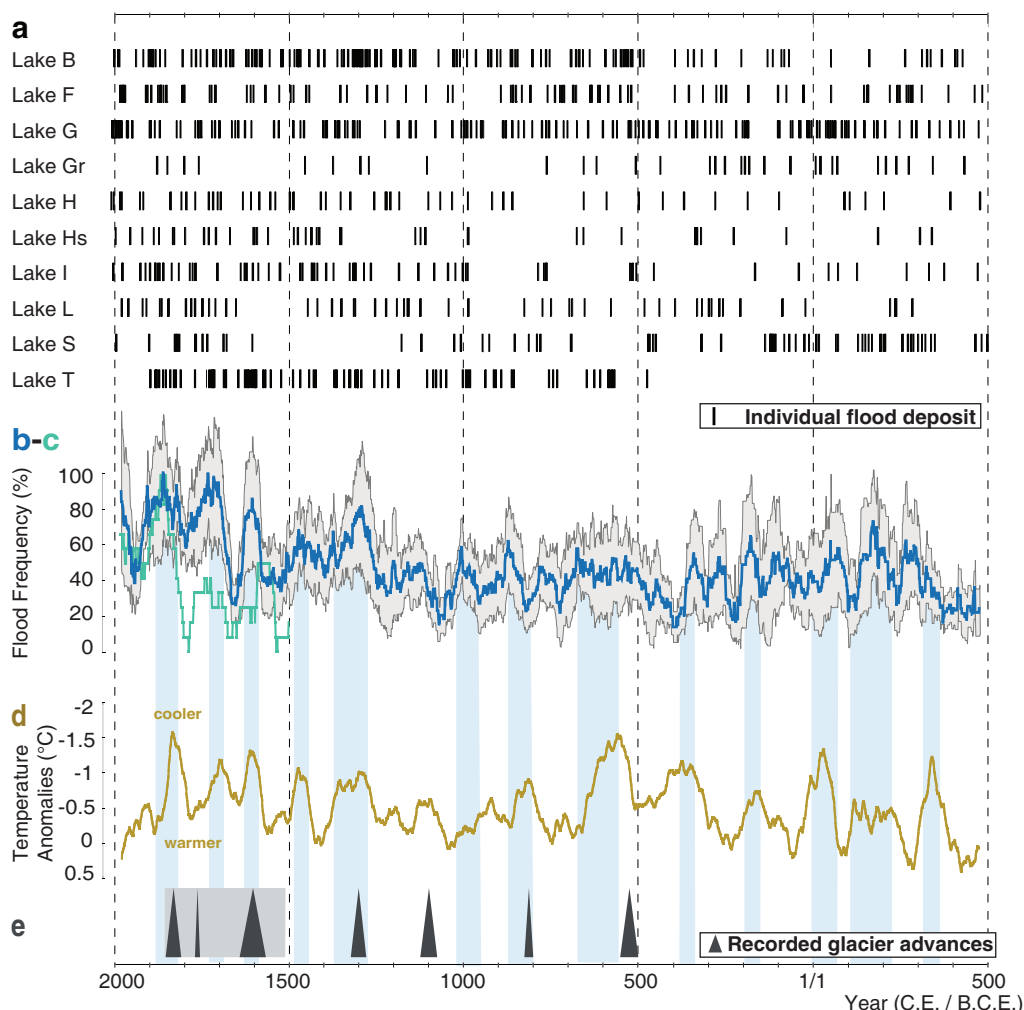 a
Lake B
Lake F
Lake G
Lake Gr
Lake H
Lake Hs
Lake I
Lake L
Lake S
Lake T
Individual flood deposit
b-c
Flood Frequency (%)
100
80
60
40
20
0
d
Temperature
Anomalies (°C)
-2
-1.5
-1
-0.5
0
0.5
cooler
warmer
e
Recorded glacier advances
2000
1500
1000
500
1/1
500
Year (C.E. / B.C.E.)